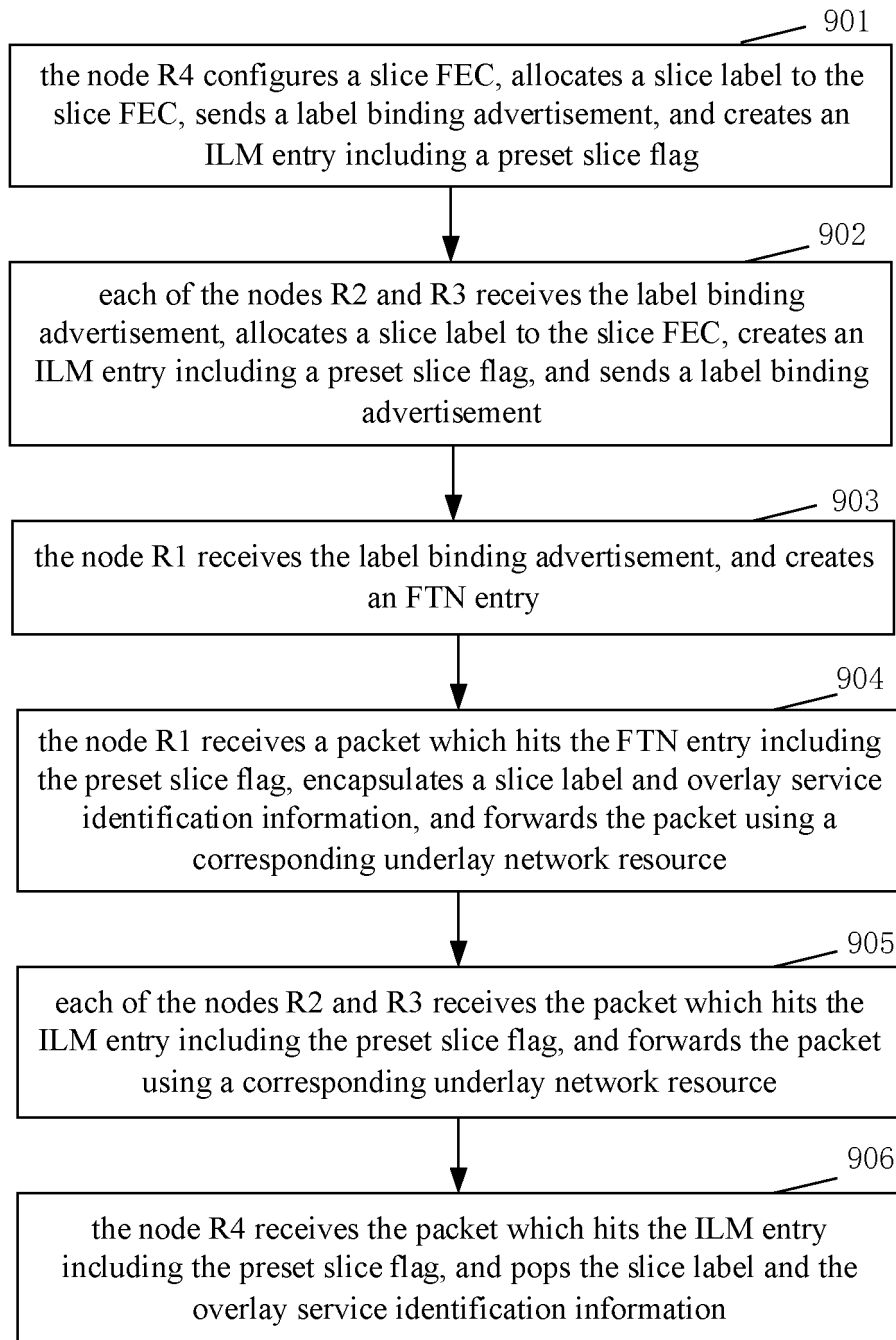 901
the node R4 configures a slice FEC, allocates a slice label to the
slice FEC, sends a label binding advertisement, and creates an
ILM entry including a preset slice flag
902
each of the nodes R2 and R3 receives the label binding
advertisement, allocates a slice label to the slice FEC, creates an
ILM entry including a preset slice flag, and sends a label binding
advertisement
903
the node R1 receives the label binding advertisement, and creates
an FTN entry
904
the node R1 receives a packet which hits the FTN entry including
the preset slice flag, encapsulates a slice label and overlay service
identification information, and forwards the packet using a
corresponding underlay network resource
905
each of the nodes R2 and R3 receives the packet which hits the
ILM entry including the preset slice flag, and forwards the packet
using a corresponding underlay network resource
906
the node R4 receives the packet which hits the ILM entry
including the preset slice flag, and pops the slice label and the
overlay service identification information